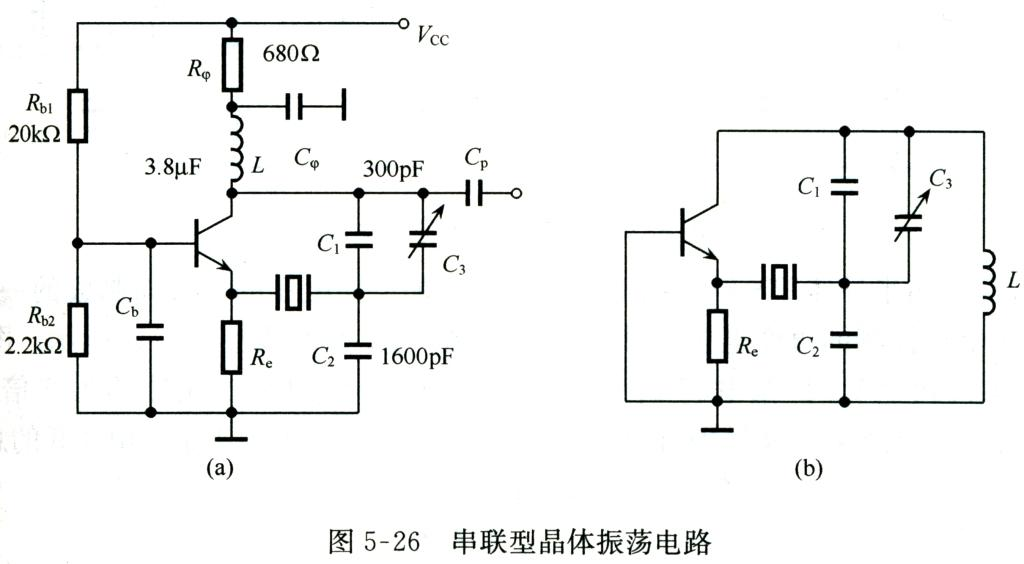 V_CC
680Ω
R_φ
R_b1
20kΩ
3.8μF
L
C_φ
300pF
C_p
C_1
C_3
R_b2
2.2kΩ
C_b
R_e
C_2
1600pF
(a)
C_1
C_3
L
R_e
C_2
(b)
图 5-26 串联型晶体振荡电路